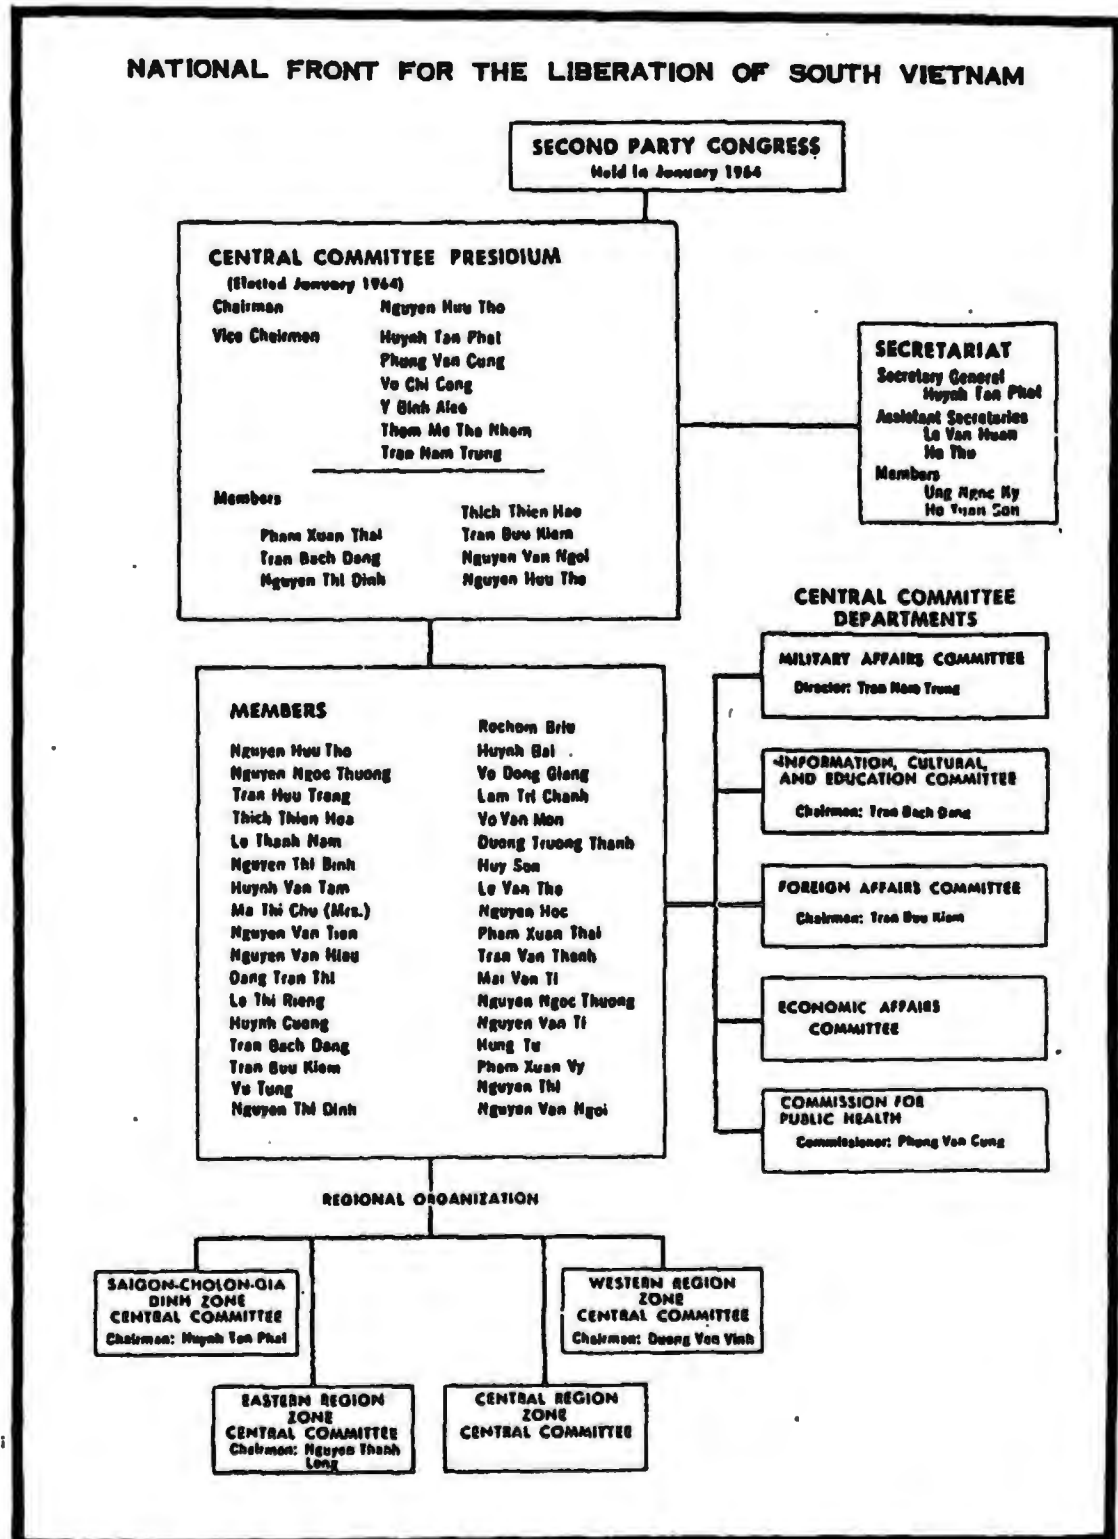 NATIONAL FRONT FOR THE LIBERATION OF SOUTH VIETNAM
SECOND PARTY CONGRESS
Held in January 1964
CENTRAL COMMITTEE PRESIDIUM
(Elected January 1964)
Chairman Nguyen Huu Tho
Vice Chairmen Huynh Tan Phat
Phung Van Cung
Vo Chi Cong
Y Binh Aleo
Thom Me The Nhem
Tran Nam Trung
Members
Thich Thien Hao
Pham Xuan Thai Tran Buu Kiem
Tran Bach Dang Nguyen Van Ngoi
Nguyen Thi Dinh Nguyen Huu The
SECRETARIAT
Secretary General
Huynh Tan Phat
Assistant Secretaries
Le Van Huan
Ho Thu
Members
Ung Ngoc Ky
Ho Xuan Son
MEMBERS
Rochom Briu
Nguyen Huu Tho Huynh Bai
Nguyen Ngoc Thuong Vo Dong Giang
Tran Huu Trang Lam Tri Chanh
Thich Thien Hoa Vo Van Mon
Le Thanh Nam Duong Truong Thanh
Nguyen Thi Binh Huy Son
Huynh Van Tam Le Van Tho
Ma Thi Chu (Mrs.) Nguyen Hoc
Nguyen Van Tien Pham Xuan Thai
Nguyen Van Hieu Tran Van Thanh
Dang Tran Thi Mai Van Ti
Le Thi Rieng Nguyen Ngoc Thuong
Huynh Cuong Nguyen Van Ti
Tran Bach Dang Hung Tu
Tran Buu Kiem Pham Xuan Vy
Vu Tung Nguyen Thi
Nguyen Thi Dinh Nguyen Van Ngoi
CENTRAL COMMITTEE
DEPARTMENTS
MILITARY AFFAIRS COMMITTEE
Director: Tran Nam Trung
INFORMATION, CULTURAL,
AND EDUCATION COMMITTEE
Chairman: Tran Bach Dang
FOREIGN AFFAIRS COMMITTEE
Chairman: Tran Buu Kiem
ECONOMIC AFFAIRS
COMMITTEE
COMMISSION FOR
PUBLIC HEALTH
Commissioner: Phung Van Cung
REGIONAL ORGANIZATION
SAIGON-CHOLON-GIA
DINH ZONE
CENTRAL COMMITTEE
Chairman: Huynh Tan Phat
EASTERN REGION
ZONE
CENTRAL COMMITTEE
Chairman: Nguyen Thanh
Long
CENTRAL REGION
ZONE
CENTRAL COMMITTEE
WESTERN REGION
ZONE
CENTRAL COMMITTEE
Chairman: Duong Van Vinh